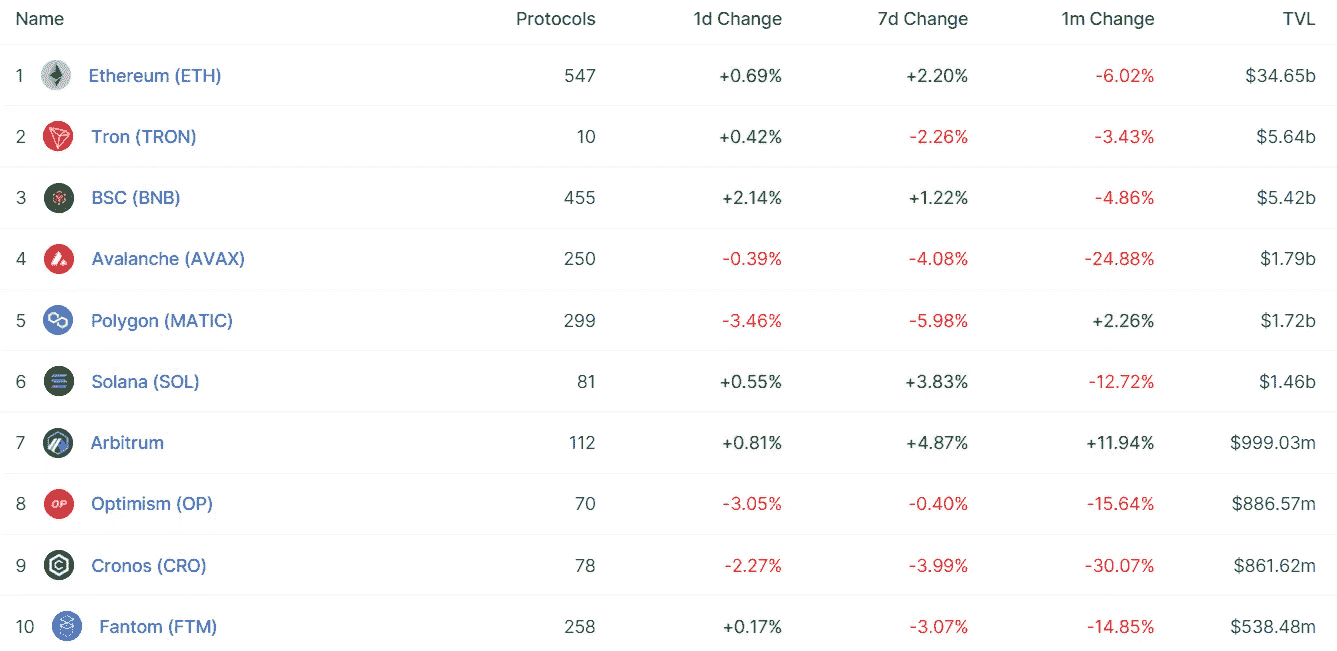 Name Protocols 1d Change 7d Change 1m Change TVL
1 Ethereum (ETH) 547 +0.69% +2.20% -6.02% $34.65b
2 Tron (TRON) 10 +0.42% -2.26% -3.43% $5.64b
3 BSC (BNB) 455 +2.14% +1.22% -4.86% $5.42b
4 Avalanche (AVAX) 250 -0.39% -4.08% -24.88% $1.79b
5 Polygon (MATIC) 299 -3.46% -5.98% +2.26% $1.72b
6 Solana (SOL) 81 +0.55% +3.83% -12.72% $1.46b
7 Arbitrum 112 +0.81% +4.87% +11.94% $999.03m
8 OP Optimism (OP) 70 -3.05% -0.40% -15.64% $886.57m
9 Cronos (CRO) 78 -2.27% -3.99% -30.07% $861.62m
10 Fantom (FTM) 258 +0.17% -3.07% -14.85% $538.48m